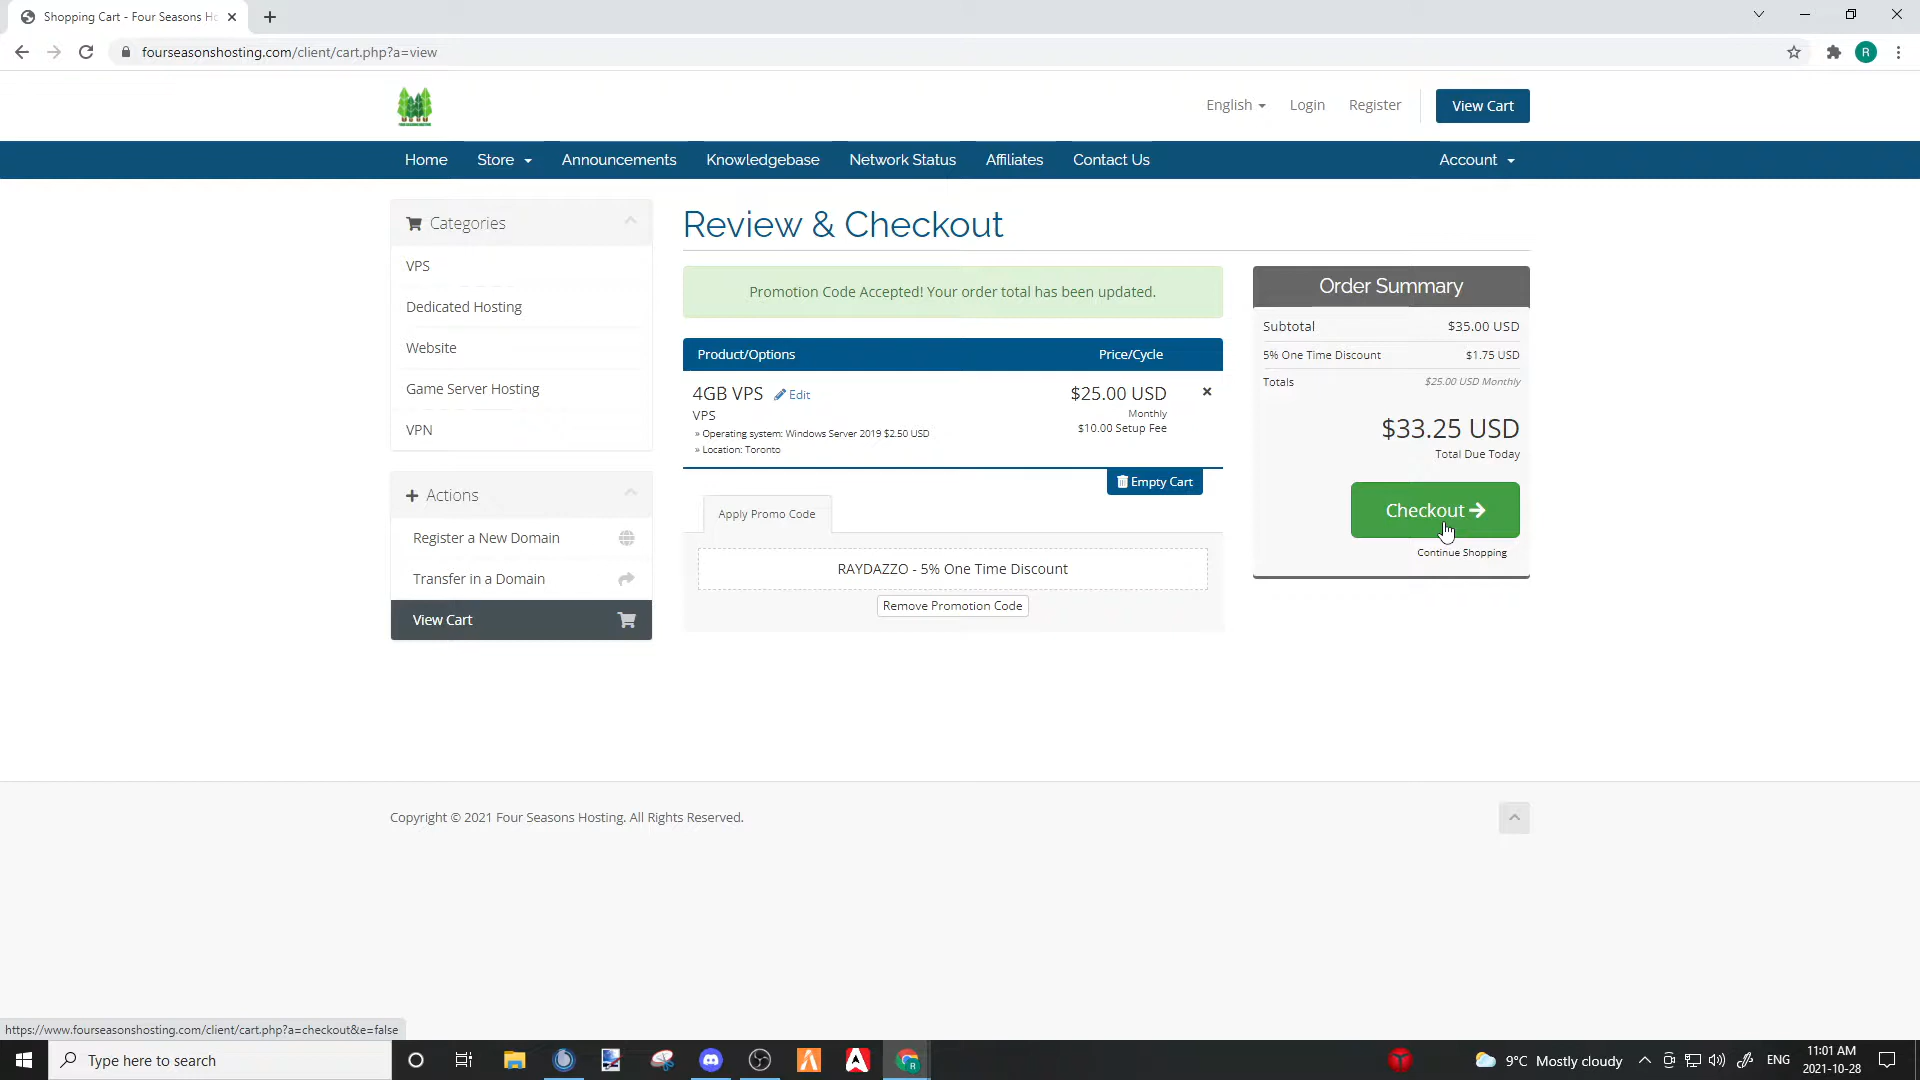 Shopping Cart - Four Seasons Ho
fourseasonshosting.com/client/cart.php?a=view
R
English
Login
Register
View Cart
Home
Store
Announcements
Knowledgebase
Network Status
Affiliates
Contact Us
Account
Categories
VPS
Dedicated Hosting
Website
Game Server Hosting
VPN
Actions
Register a New Domain
Transfer in a Domain
View Cart
Review & Checkout
Promotion Code Accepted! Your order total has been updated.
Product/Options Price/Cycle
4GB VPS Edit $25.00 USD
VPS Monthly
» Operating system: Windows Server 2019 $2.50 USD $10.00 Setup Fee
» Location: Toronto
Empty Cart
Apply Promo Code
RAYDAZZO - 5% One Time Discount
Remove Promotion Code
Order Summary
Subtotal $35.00 USD
5% One Time Discount $1.75 USD
Totals $25.00 USD Monthly
$33.25 USD
Total Due Today
Checkout
Continue Shopping
Copyright © 2021 Four Seasons Hosting. All Rights Reserved.
https://www.fourseasonshosting.com/client/cart.php?a=checkout&e=false
Type here to search
9°C Mostly cloudy
ENG
11:01 AM
2021-10-28